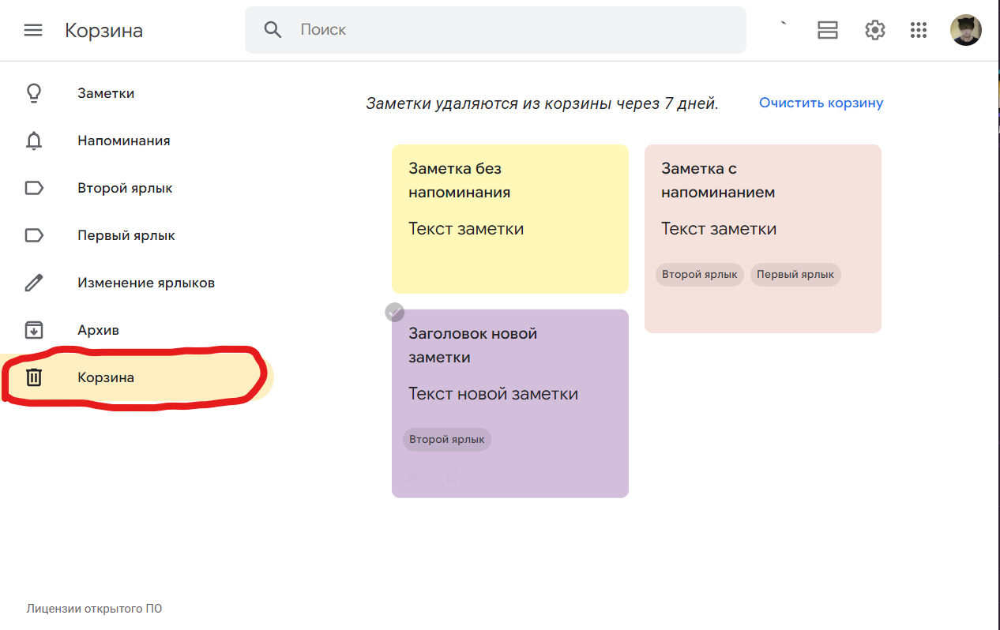 Корзина
Поиск
Заметки
Напоминания
Второй ярлык
Первый ярлык
Изменение ярлыков
Архив
Корзина
Заметки удаляются из корзины через 7 дней.
Очистить корзину
Заметка без
напоминания
Текст заметки
Заметка с
напоминанием
Текст заметки
Второй ярлык
Первый ярлык
Заголовок новой
заметки
Текст новой заметки
Второй ярлык
Лицензии открытого ПО